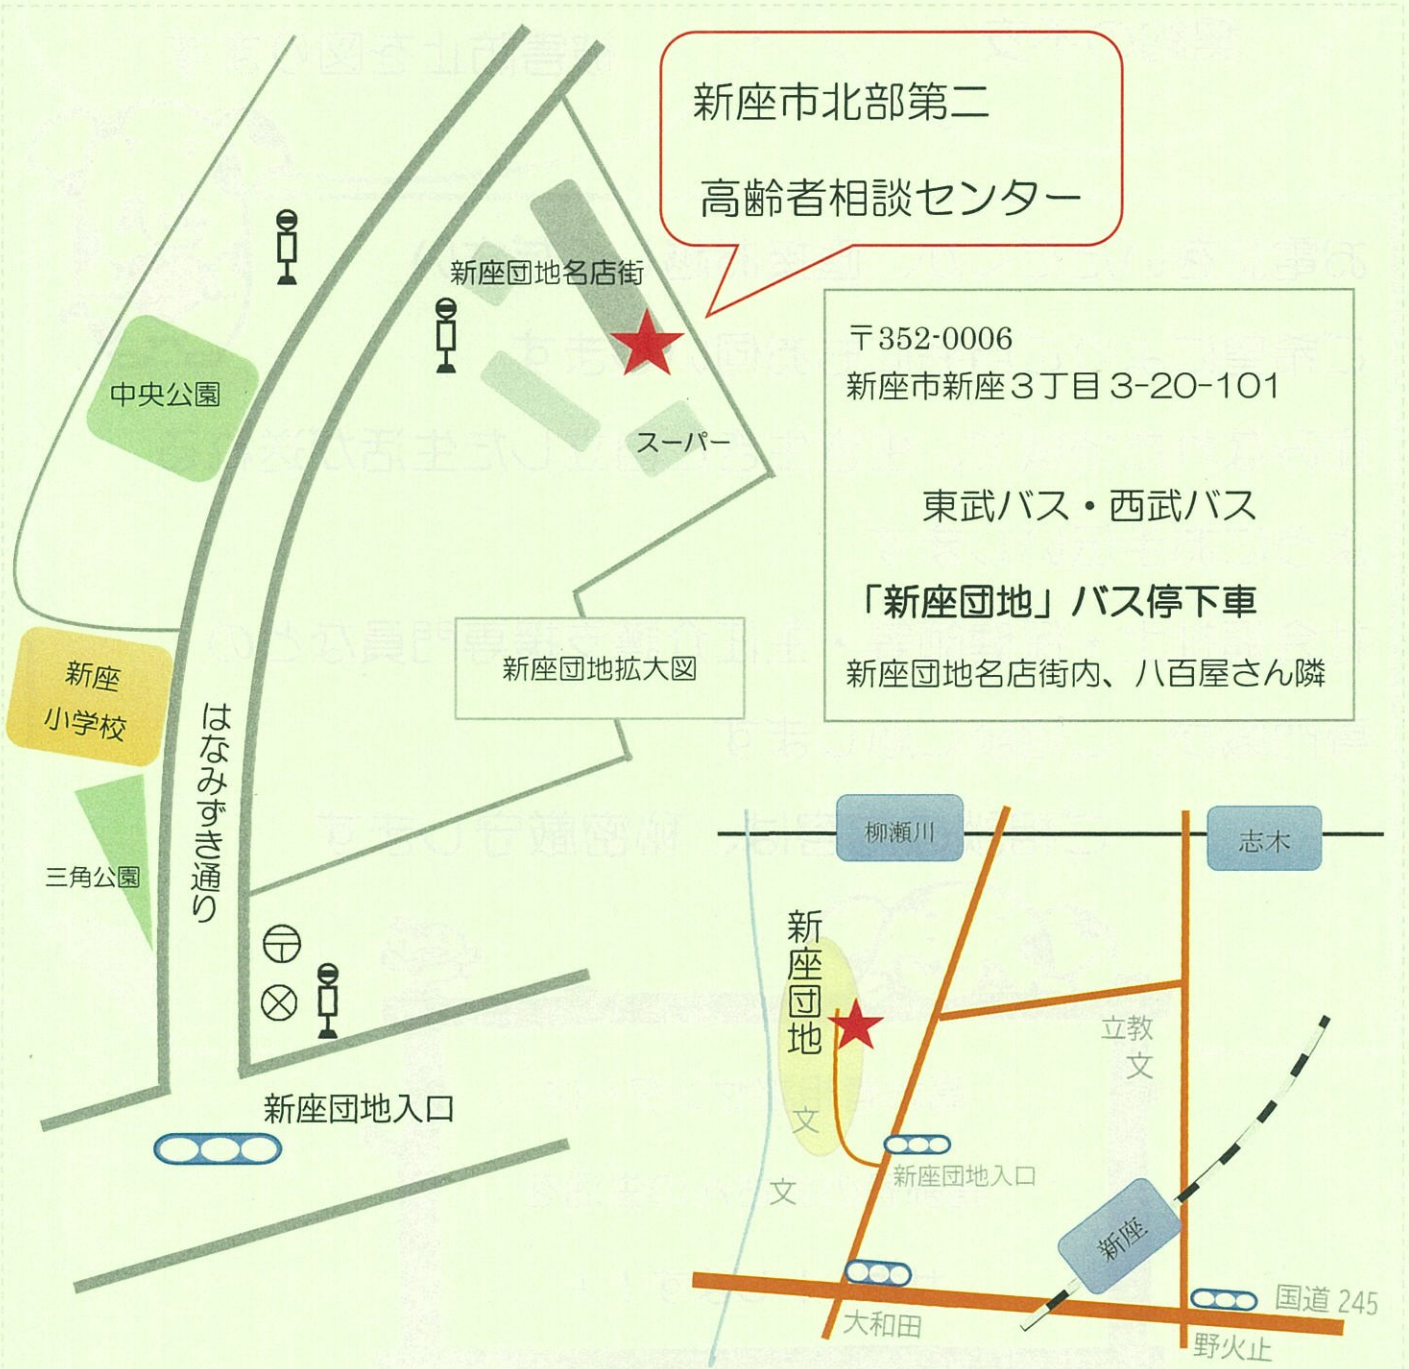 新座市北部第二
高齢者相談センター
新座団地名店街
中央公園
スーパー
〒352-0006
新座市新座３丁目3-20-101
東武バス・西武バス
「新座団地」バス停下車
新座団地名店街内、八百屋さん隣
新座団地拡大図
新座
小学校
はなみずき通り
三角公園
〒
新座団地入口
柳瀬川
志木
新座団地
立教
文
文
文
新座団地入口
新座
大和田
国道245
野火止